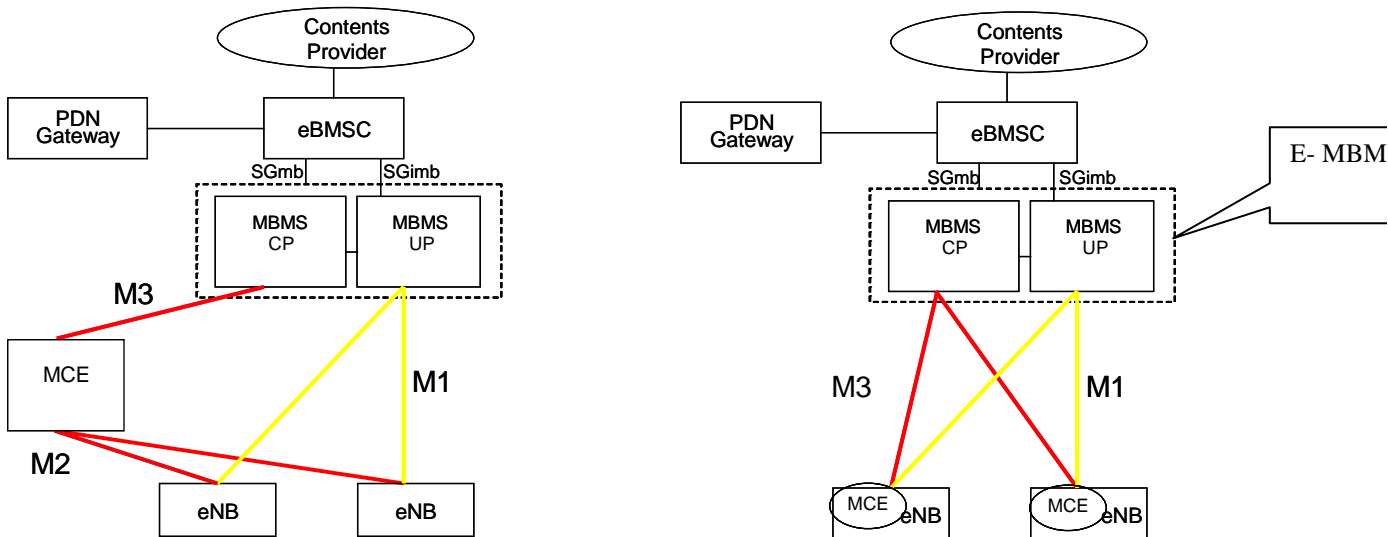 Contents
Provider
PDN
Gateway
eBMSC
SGmb
SGimb
MBMS
CP
MBMS
UP
M3
MCE
M1
M2
eNB
eNB
Contents
Provider
PDN
Gateway
eBMSC
SGmb
SGimb
E- MBM
MBMS
CP
MBMS
UP
M3
M1
MCE
eNB
MCE
eNB